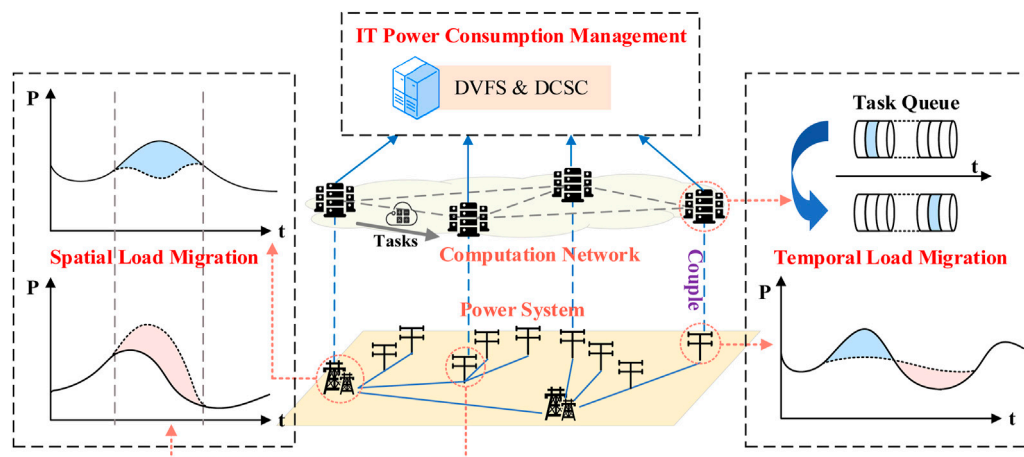 IT Power Consumption Management
DVFS & DCSC
P
t
Spatial Load Migration
P
t
Tasks
Computation Network
Couple
Power System
Task Queue
t
Temporal Load Migration
P
t